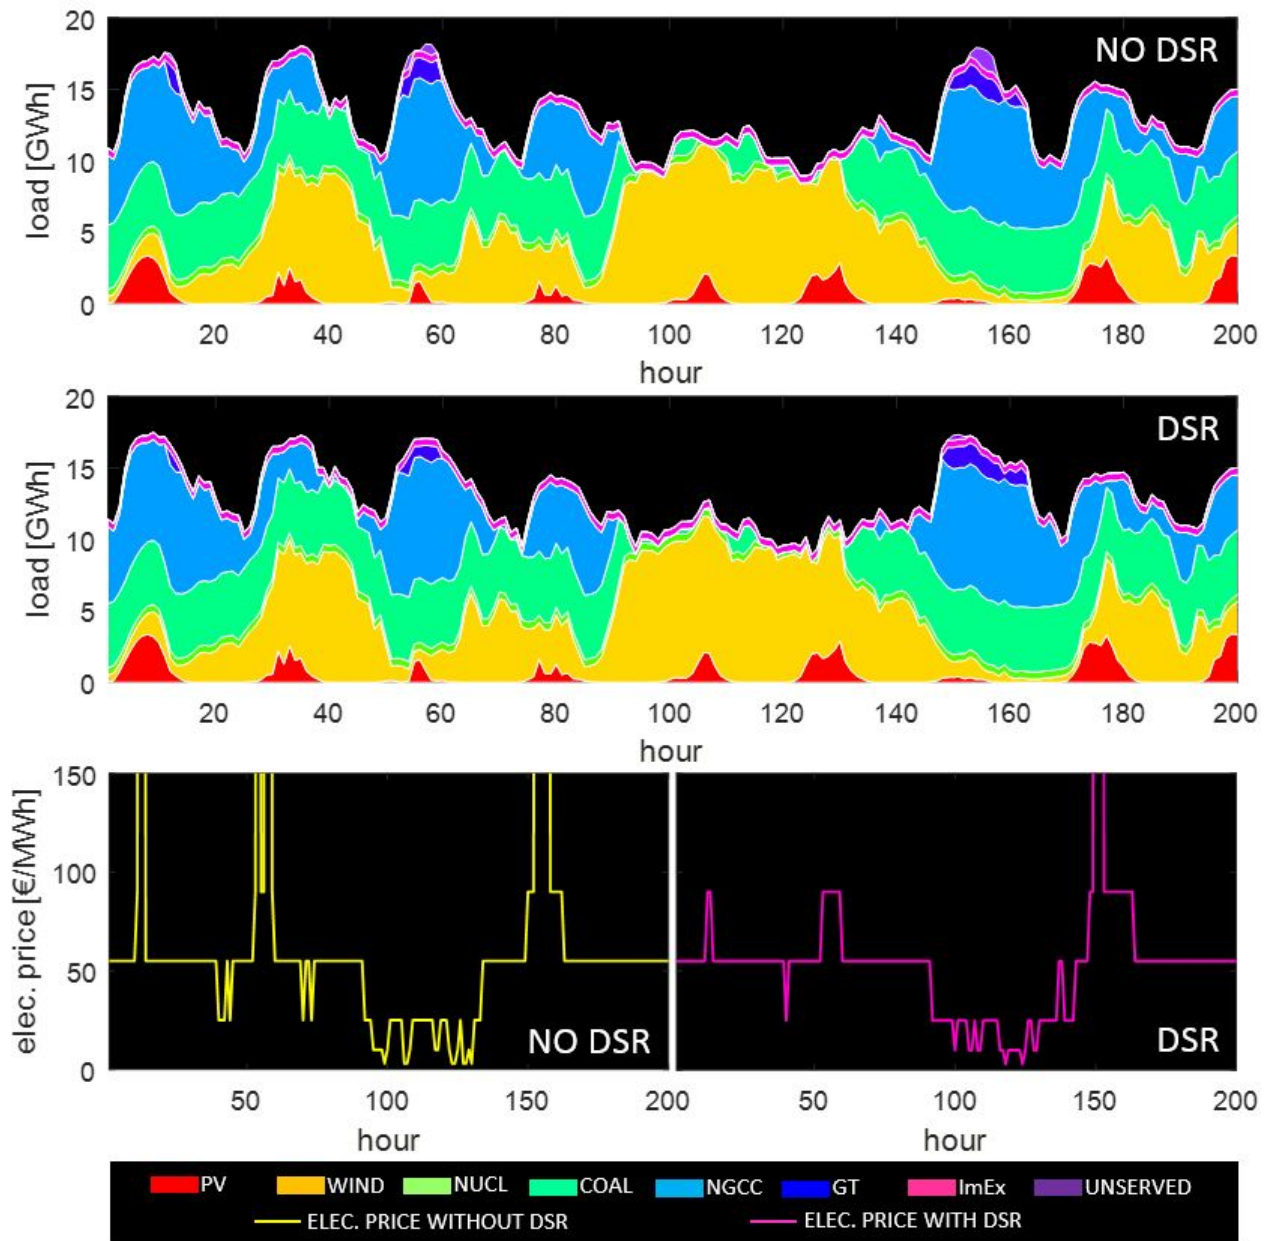 20
NO DSR
15
load [GWh]
10
5
0
20 40 60 80 100 120 140 160 180 200
hour
20
DSR
15
load [GWh]
10
5
0
20 40 60 80 100 120 140 160 180 200
hour
150
elec. price[€/MWh]
100
50
NO DSR DSR
0
50 100 150 200 50 100 150 200
hour hour
PV WIND NUCL COAL NGCC GT ImEx UNSERVED
ELEC. PRICE WITHOUT DSR ELEC. PRICE WITH DSR